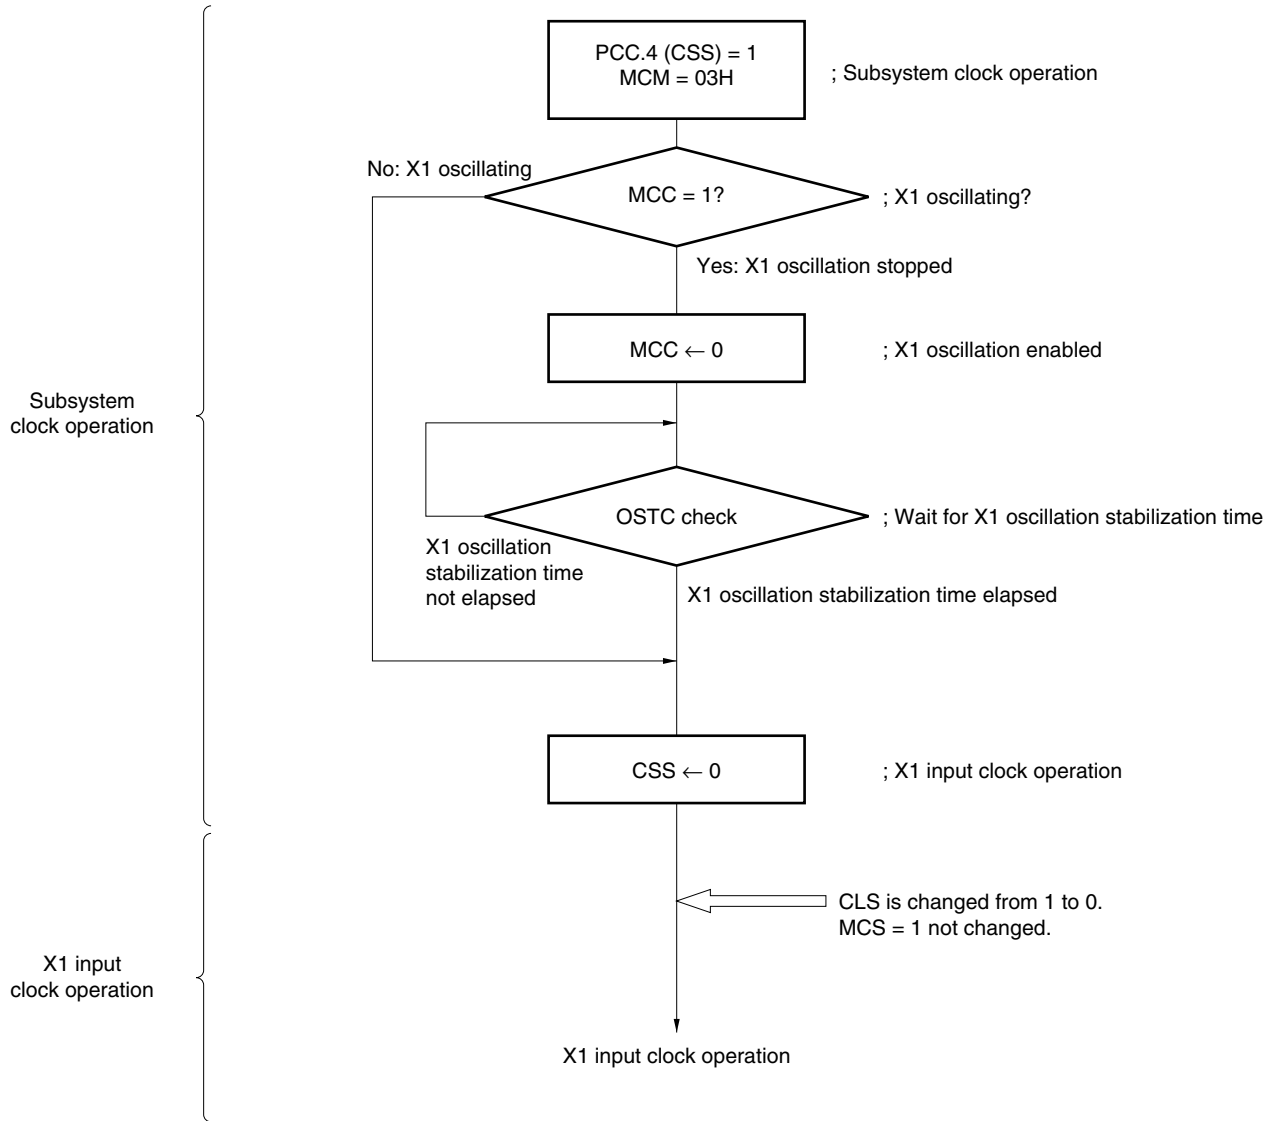 PCC.4 (CSS) = 1
MCM = 03H
; Subsystem clock operation
No: X1 oscillating
MCC = 1?
; X1 oscillating?
Yes: X1 oscillation stopped
MCC ← 0
; X1 oscillation enabled
Subsystem
clock operation
OSTC check
; Wait for X1 oscillation stabilization time
X1 oscillation
stabilization time
not elapsed
X1 oscillation stabilization time elapsed
CSS ← 0
; X1 input clock operation
CLS is changed from 1 to 0.
MCS = 1 not changed.
X1 input
clock operation
X1 input clock operation